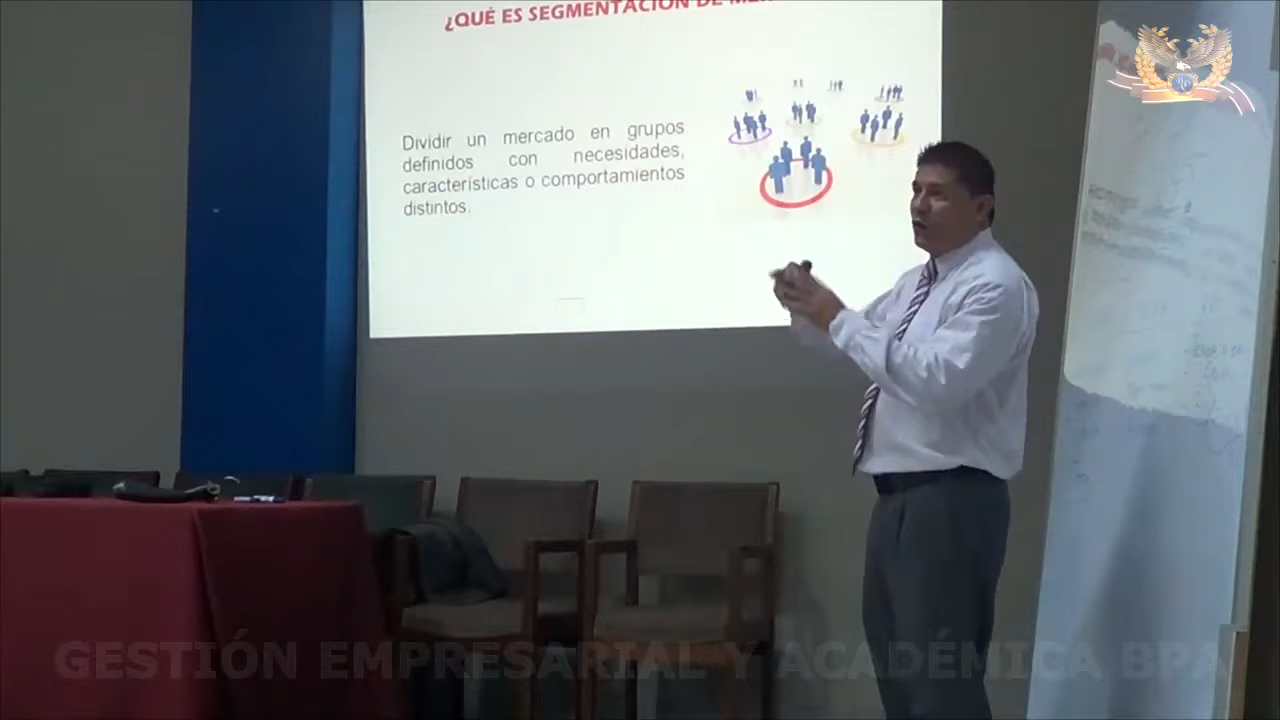 ¿QUÉ ES SEGMENTACIÓN DE
Dividir un mercado en grupos
definidos con necesidades,
características o comportamientos
distintos.
GESTIÓN EMPRESARIAL Y ACADÉMICA BPA